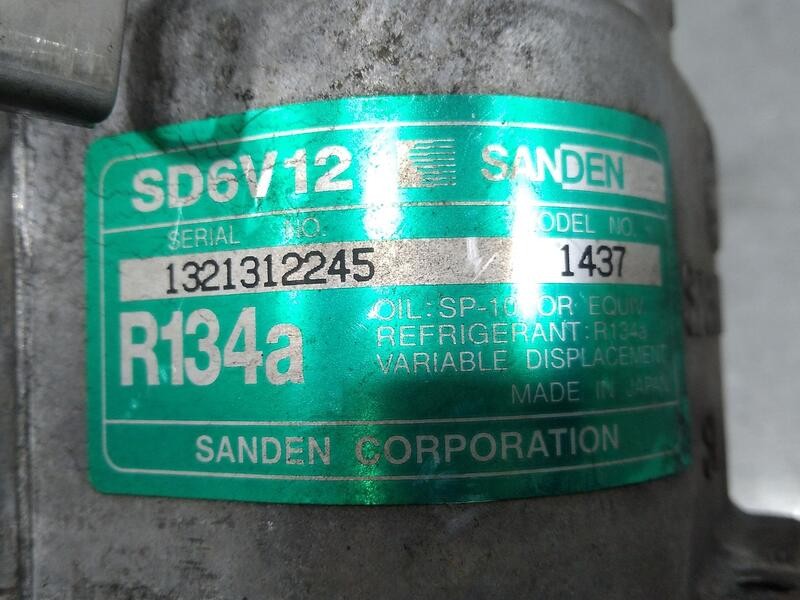 SD6V12 SANDEN
SERIAL NO. MODEL NO.
1321312245 1437
R134a
OIL: SP-10 OR EQUIV.
REFRIGERANT: R134a
VARIABLE DISPLACEMENT
MADE IN JAPAN
SANDEN CORPORATION